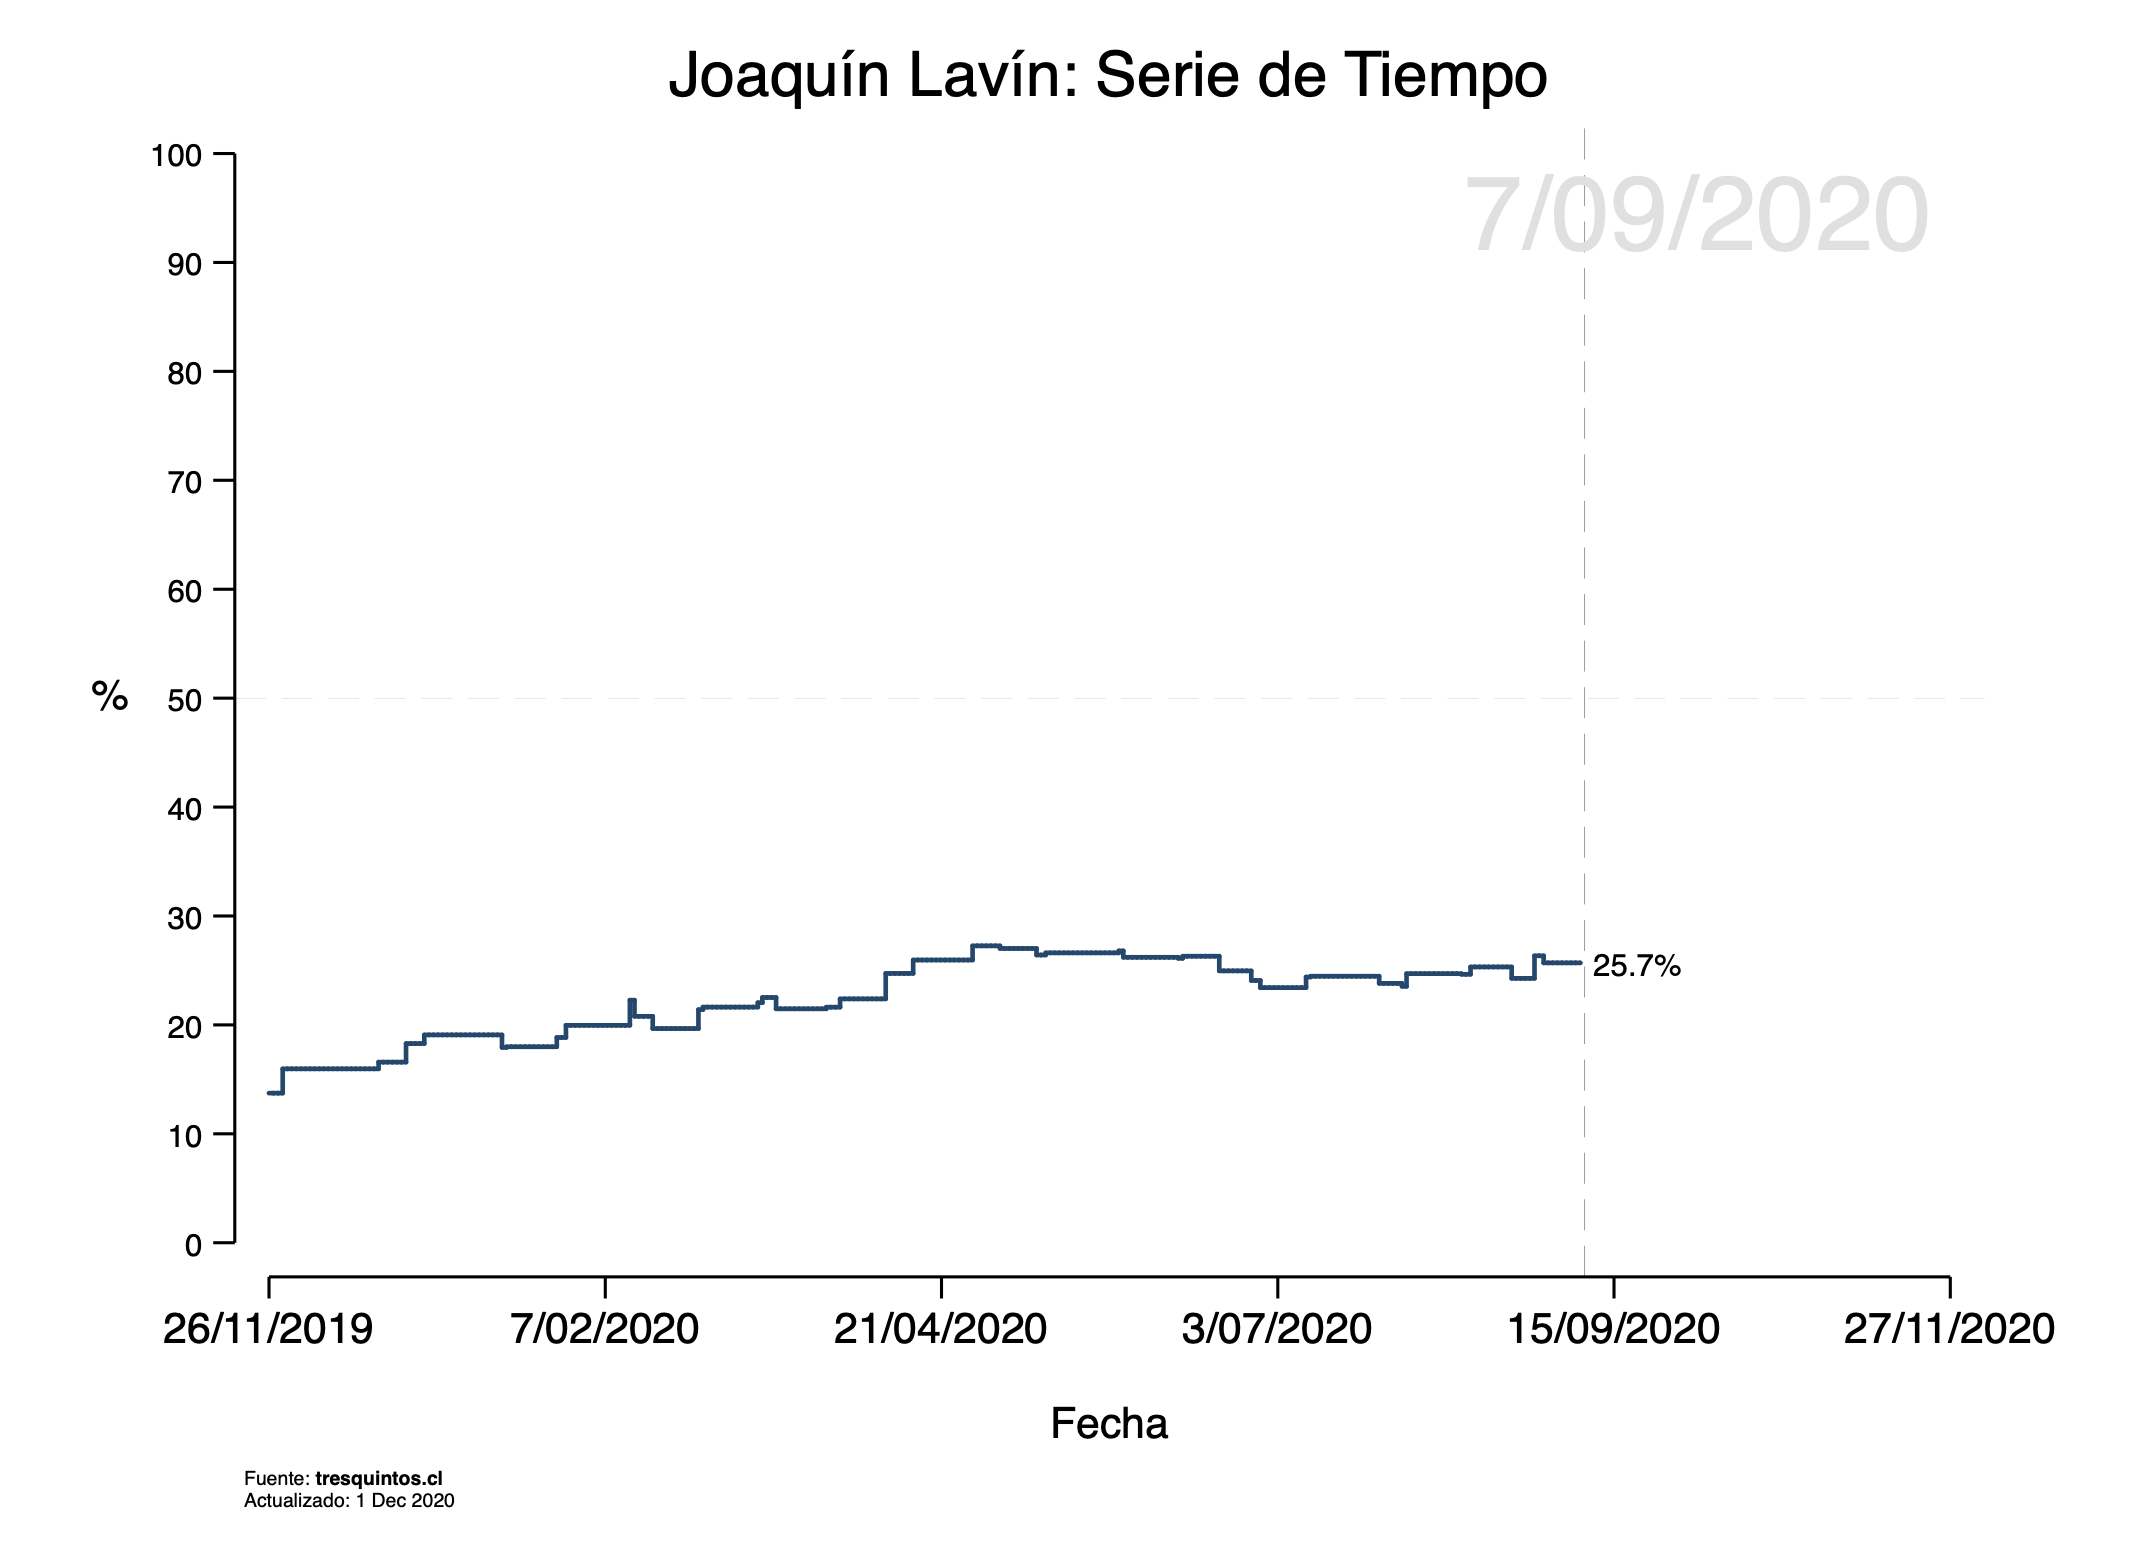 Joaquín Lavín: Serie de Tiempo
7/09/2020
100
90
80
70
60
50
40
30
20
10
0
%
25.7%
26/11/2019 7/02/2020 21/04/2020 3/07/2020 15/09/2020 27/11/2020
Fecha
Fuente: tresquintos.cl
Actualizado: 1 Dec 2020